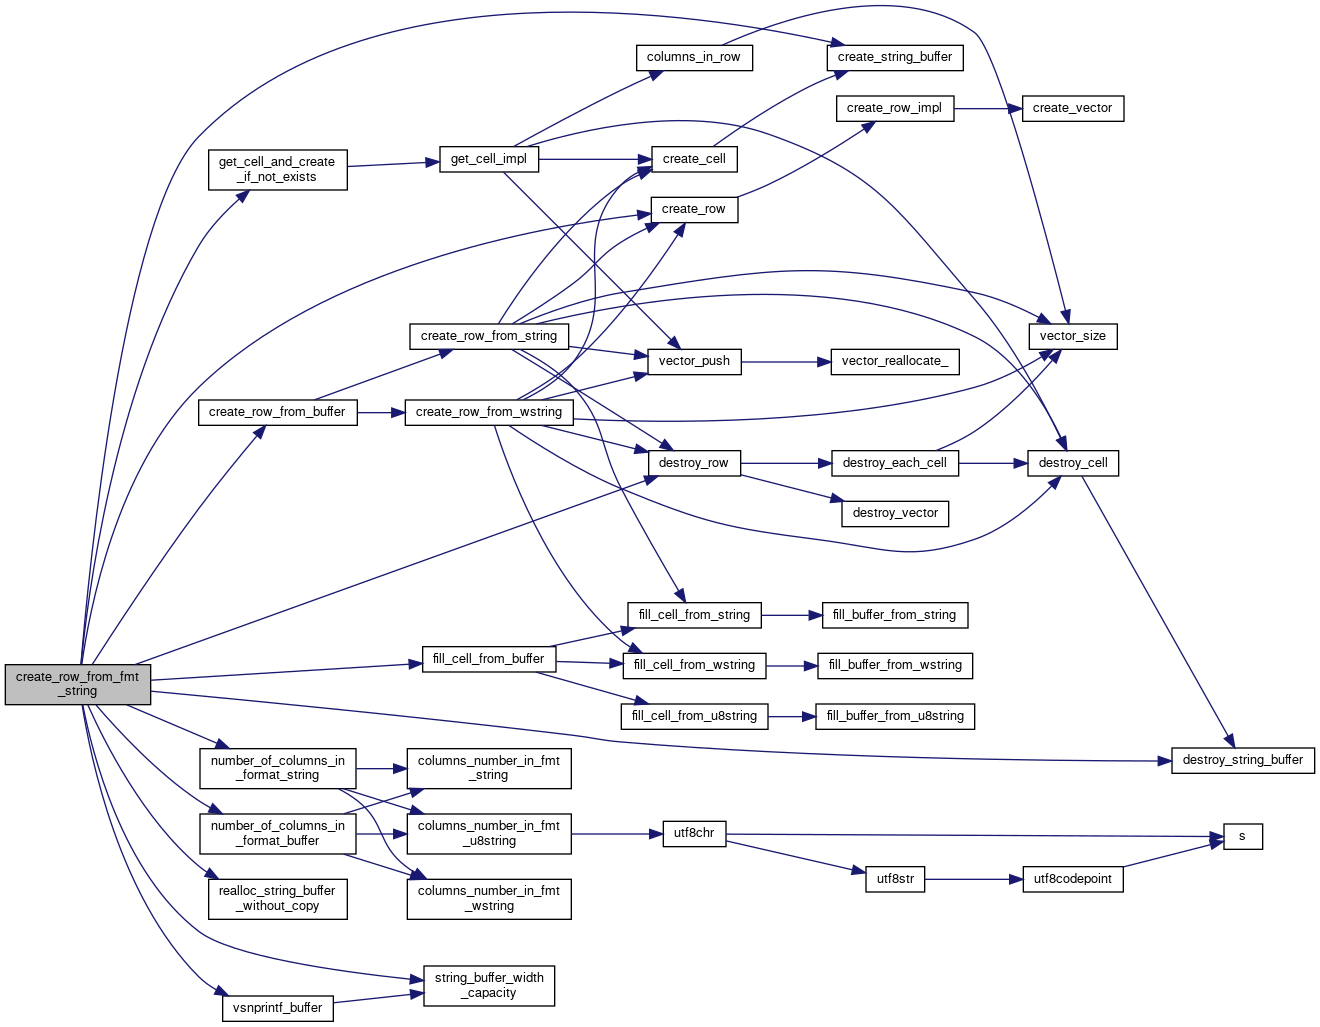 columns_in_row
create_string_buffer
create_row_impl
create_vector
get_cell_and_create
_if_not_exists
get_cell_impl
create_cell
create_row
create_row_from_string
vector_size
vector_push
vector_reallocate_
create_row_from_buffer
create_row_from_wstring
destroy_row
destroy_each_cell
destroy_cell
destroy_vector
fill_cell_from_string
fill_buffer_from_string
fill_cell_from_buffer
fill_cell_from_wstring
fill_buffer_from_wstring
create_row_from_fmt
_string
fill_cell_from_u8string
fill_buffer_from_u8string
number_of_columns_in
_format_string
columns_number_in_fmt
_string
destroy_string_buffer
number_of_columns_in
_format_buffer
columns_number_in_fmt
_u8string
utf8chr
s
realloc_string_buffer
_without_copy
columns_number_in_fmt
_wstring
utf8str
utf8codepoint
string_buffer_width
_capacity
vsnprintf_buffer